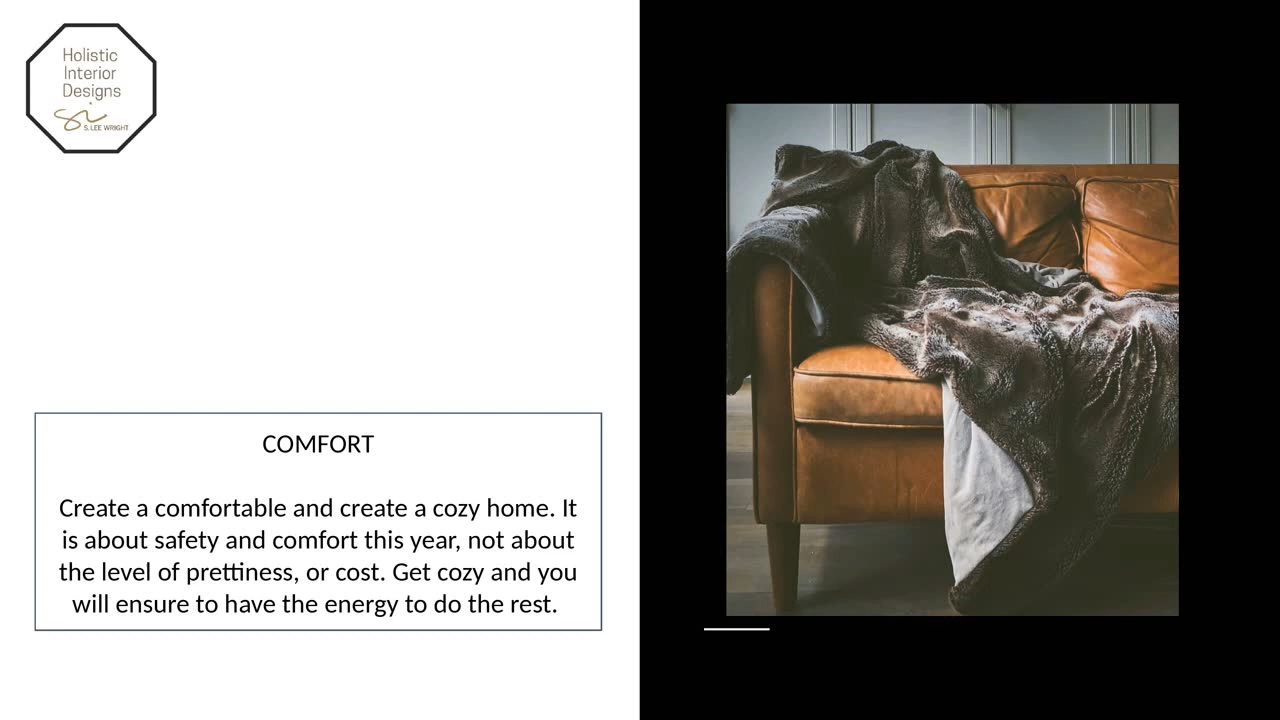 Holistic
Interior
Designs
S. LEE WRIGHT
COMFORT
Create a comfortable and create a cozy home. It
is about safety and comfort this year, not about
the level of prettiness, or cost. Get cozy and you
will ensure to have the energy to do the rest.